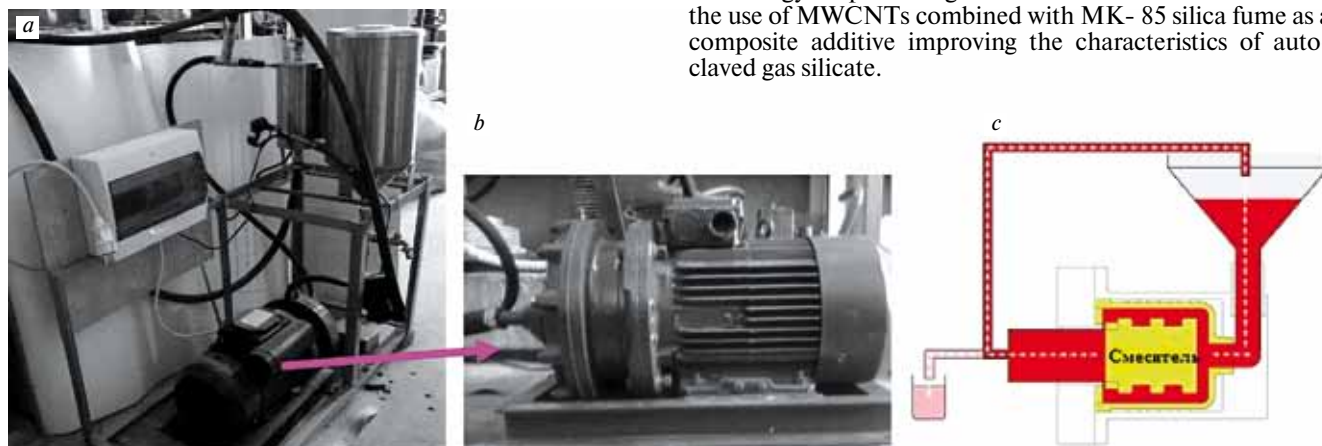 the use of MWCNTs combined with MK- 85 silica fume as a
composite additive improving the characteristics of auto
claved gas silicate.
a
b
c
Смеситель